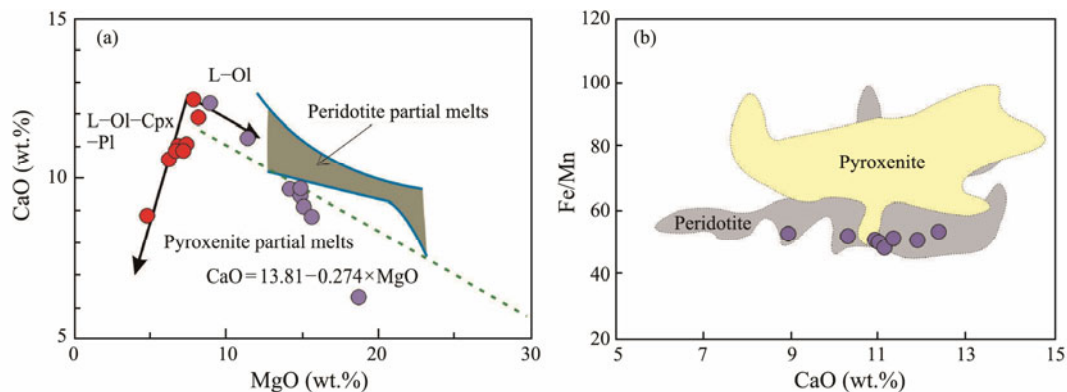 15
10
5
CaO (wt.%)
(a)
L−Ol
L−Ol−Cpx
−Pl
Peridotite partial melts
Pyroxenite partial melts
CaO=13.81−0.274×MgO
0
10
20
30
MgO (wt.%)
120
100
80
60
40
20
Fe/Mn
(b)
Pyroxenite
Peridotite
5
7
9
11
13
15
CaO (wt.%)